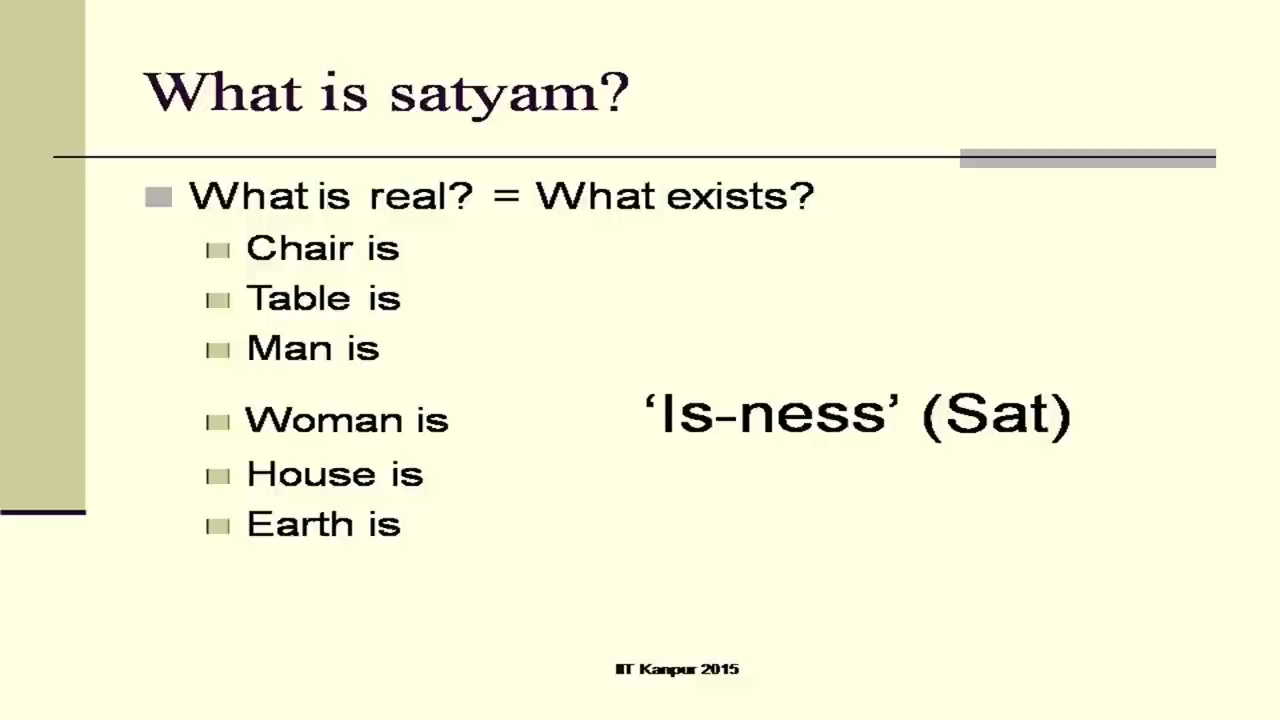 What is satyam?
What is real? = What exists?
Chair is
Table is
Man is
Woman is
‘Is-ness’ (Sat)
House is
Earth is
IIT Kanpur 2015